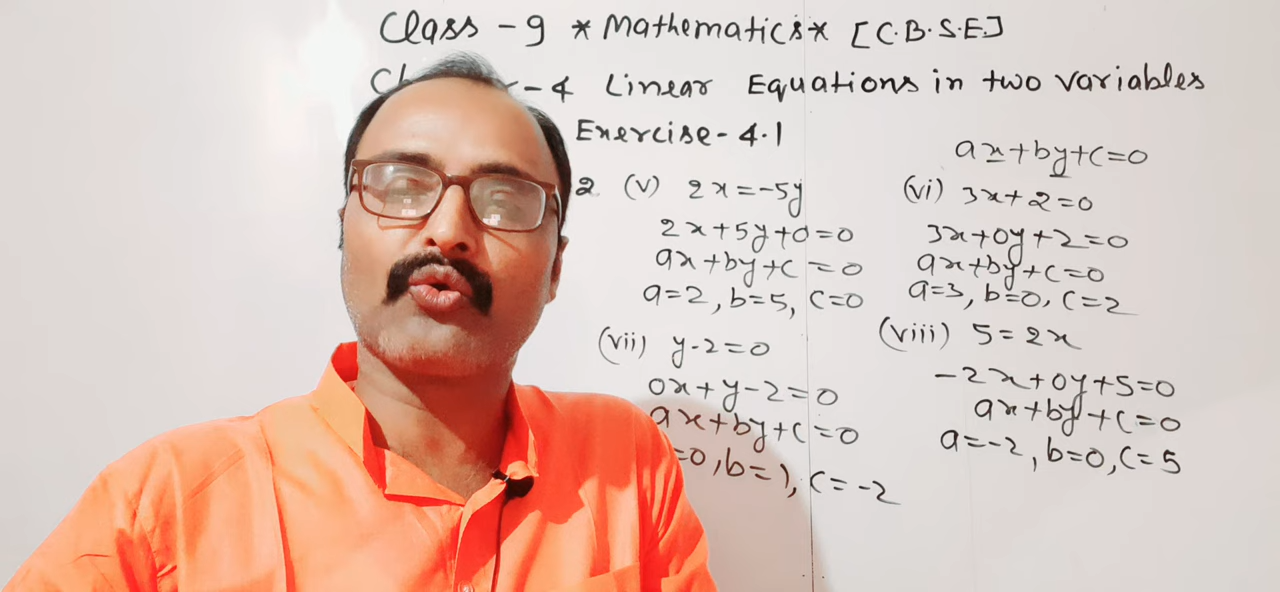 Class - 9 * Mathematics * [C.B.S.E]
- 4 Linear Equations in two variables
Exercise - 4.1
ax+by+c=0
2 (v) 2x=-5y
2x+5y+0=0
ax+by+c=0
a=2, b=5, c=0
(vi) 3x+2=0
3x+0y+2=0
ax+by+c=0
a=3, b=0, c=2
(vii) y-2=0
0x+y-2=0
ax+by+c=0
=0, b=1, c=-2
(viii) 5=2x
-2x+0y+5=0
ax+by+c=0
a=-2, b=0, c=5